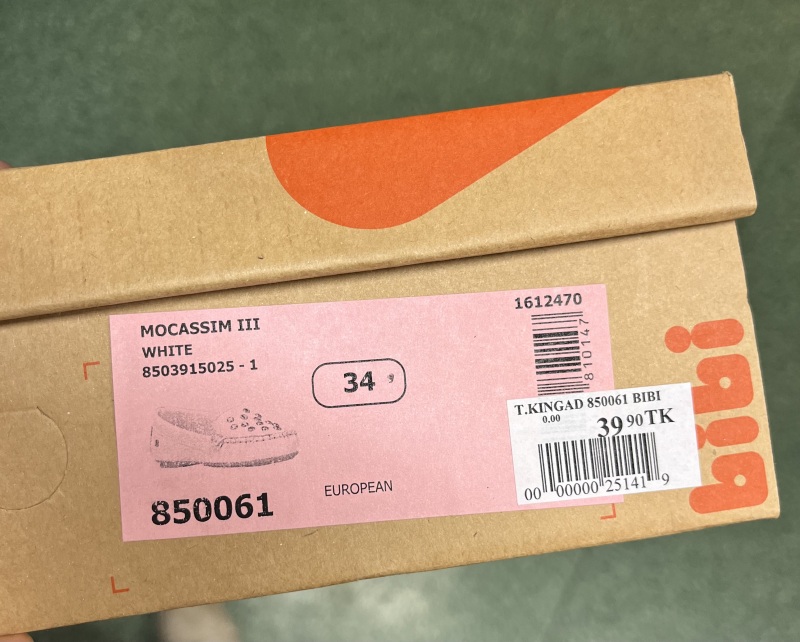 MOCASSIM III
WHITE
8503915025 - 1
34
850061
EUROPEAN
1612470
810147
T.KINGAD 850061 BIBI
0.00
39 90 TK
00 00000 25141 9
bibi